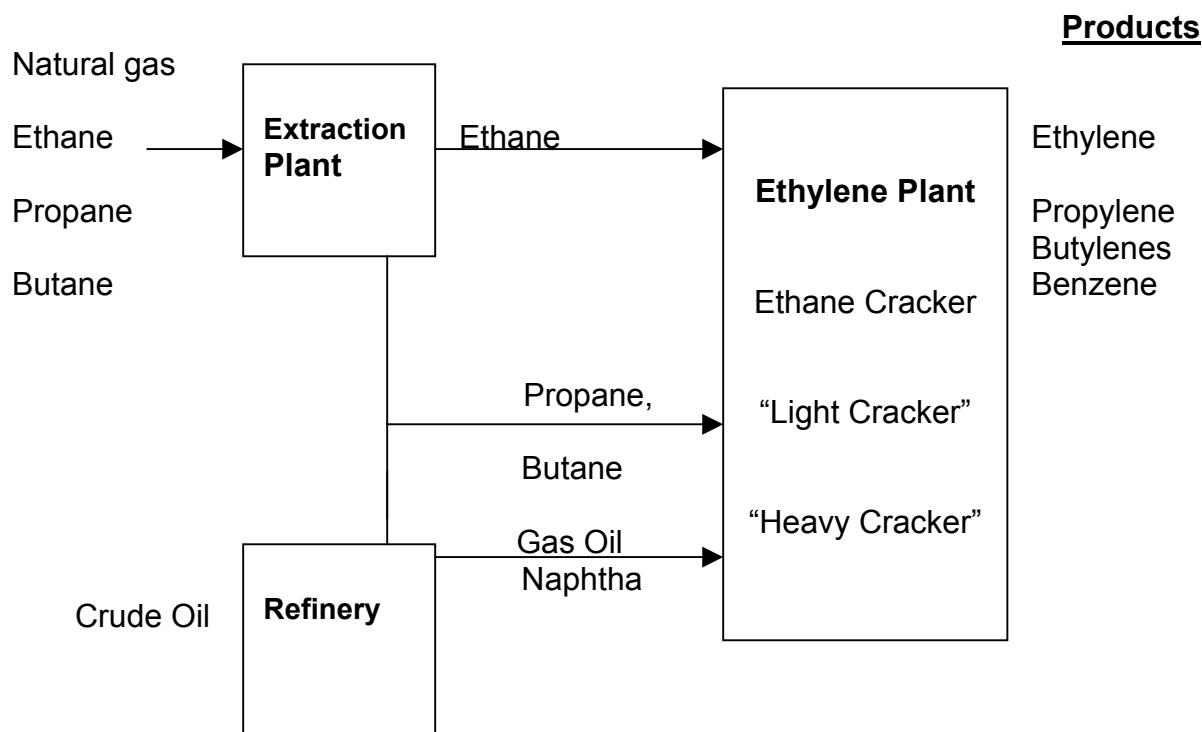 Products
Natural gas
Ethane
Propane
Butane
Extraction
Plant
Ethane
Ethylene Plant
Ethane Cracker
“Light Cracker”
“Heavy Cracker”
Ethylene
Propylene
Butylenes
Benzene
Propane,
Butane
Gas Oil
Naphtha
Crude Oil
Refinery